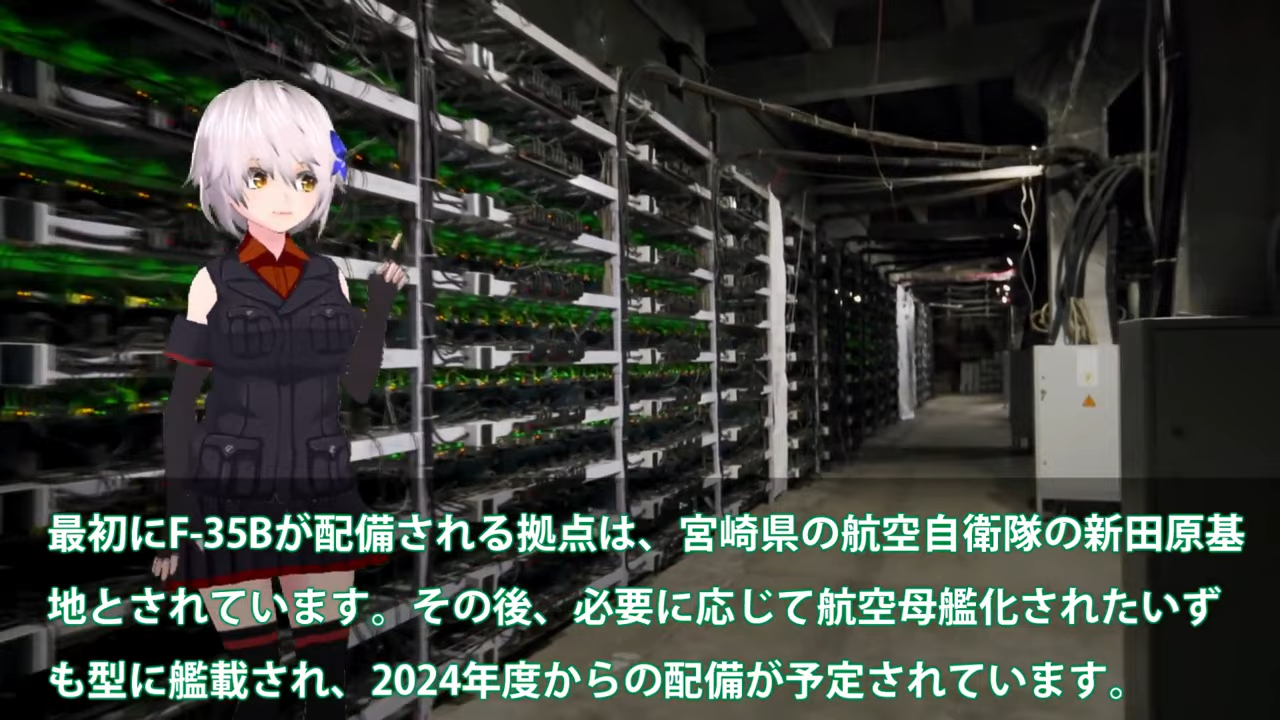 最初にF-35Bが配備される拠点は、宮崎県の航空自衛隊の新田原基
地とされています。その後、必要に応じて航空母艦化されたいず
も型に艦載され、2024年度からの配備が予定されています。